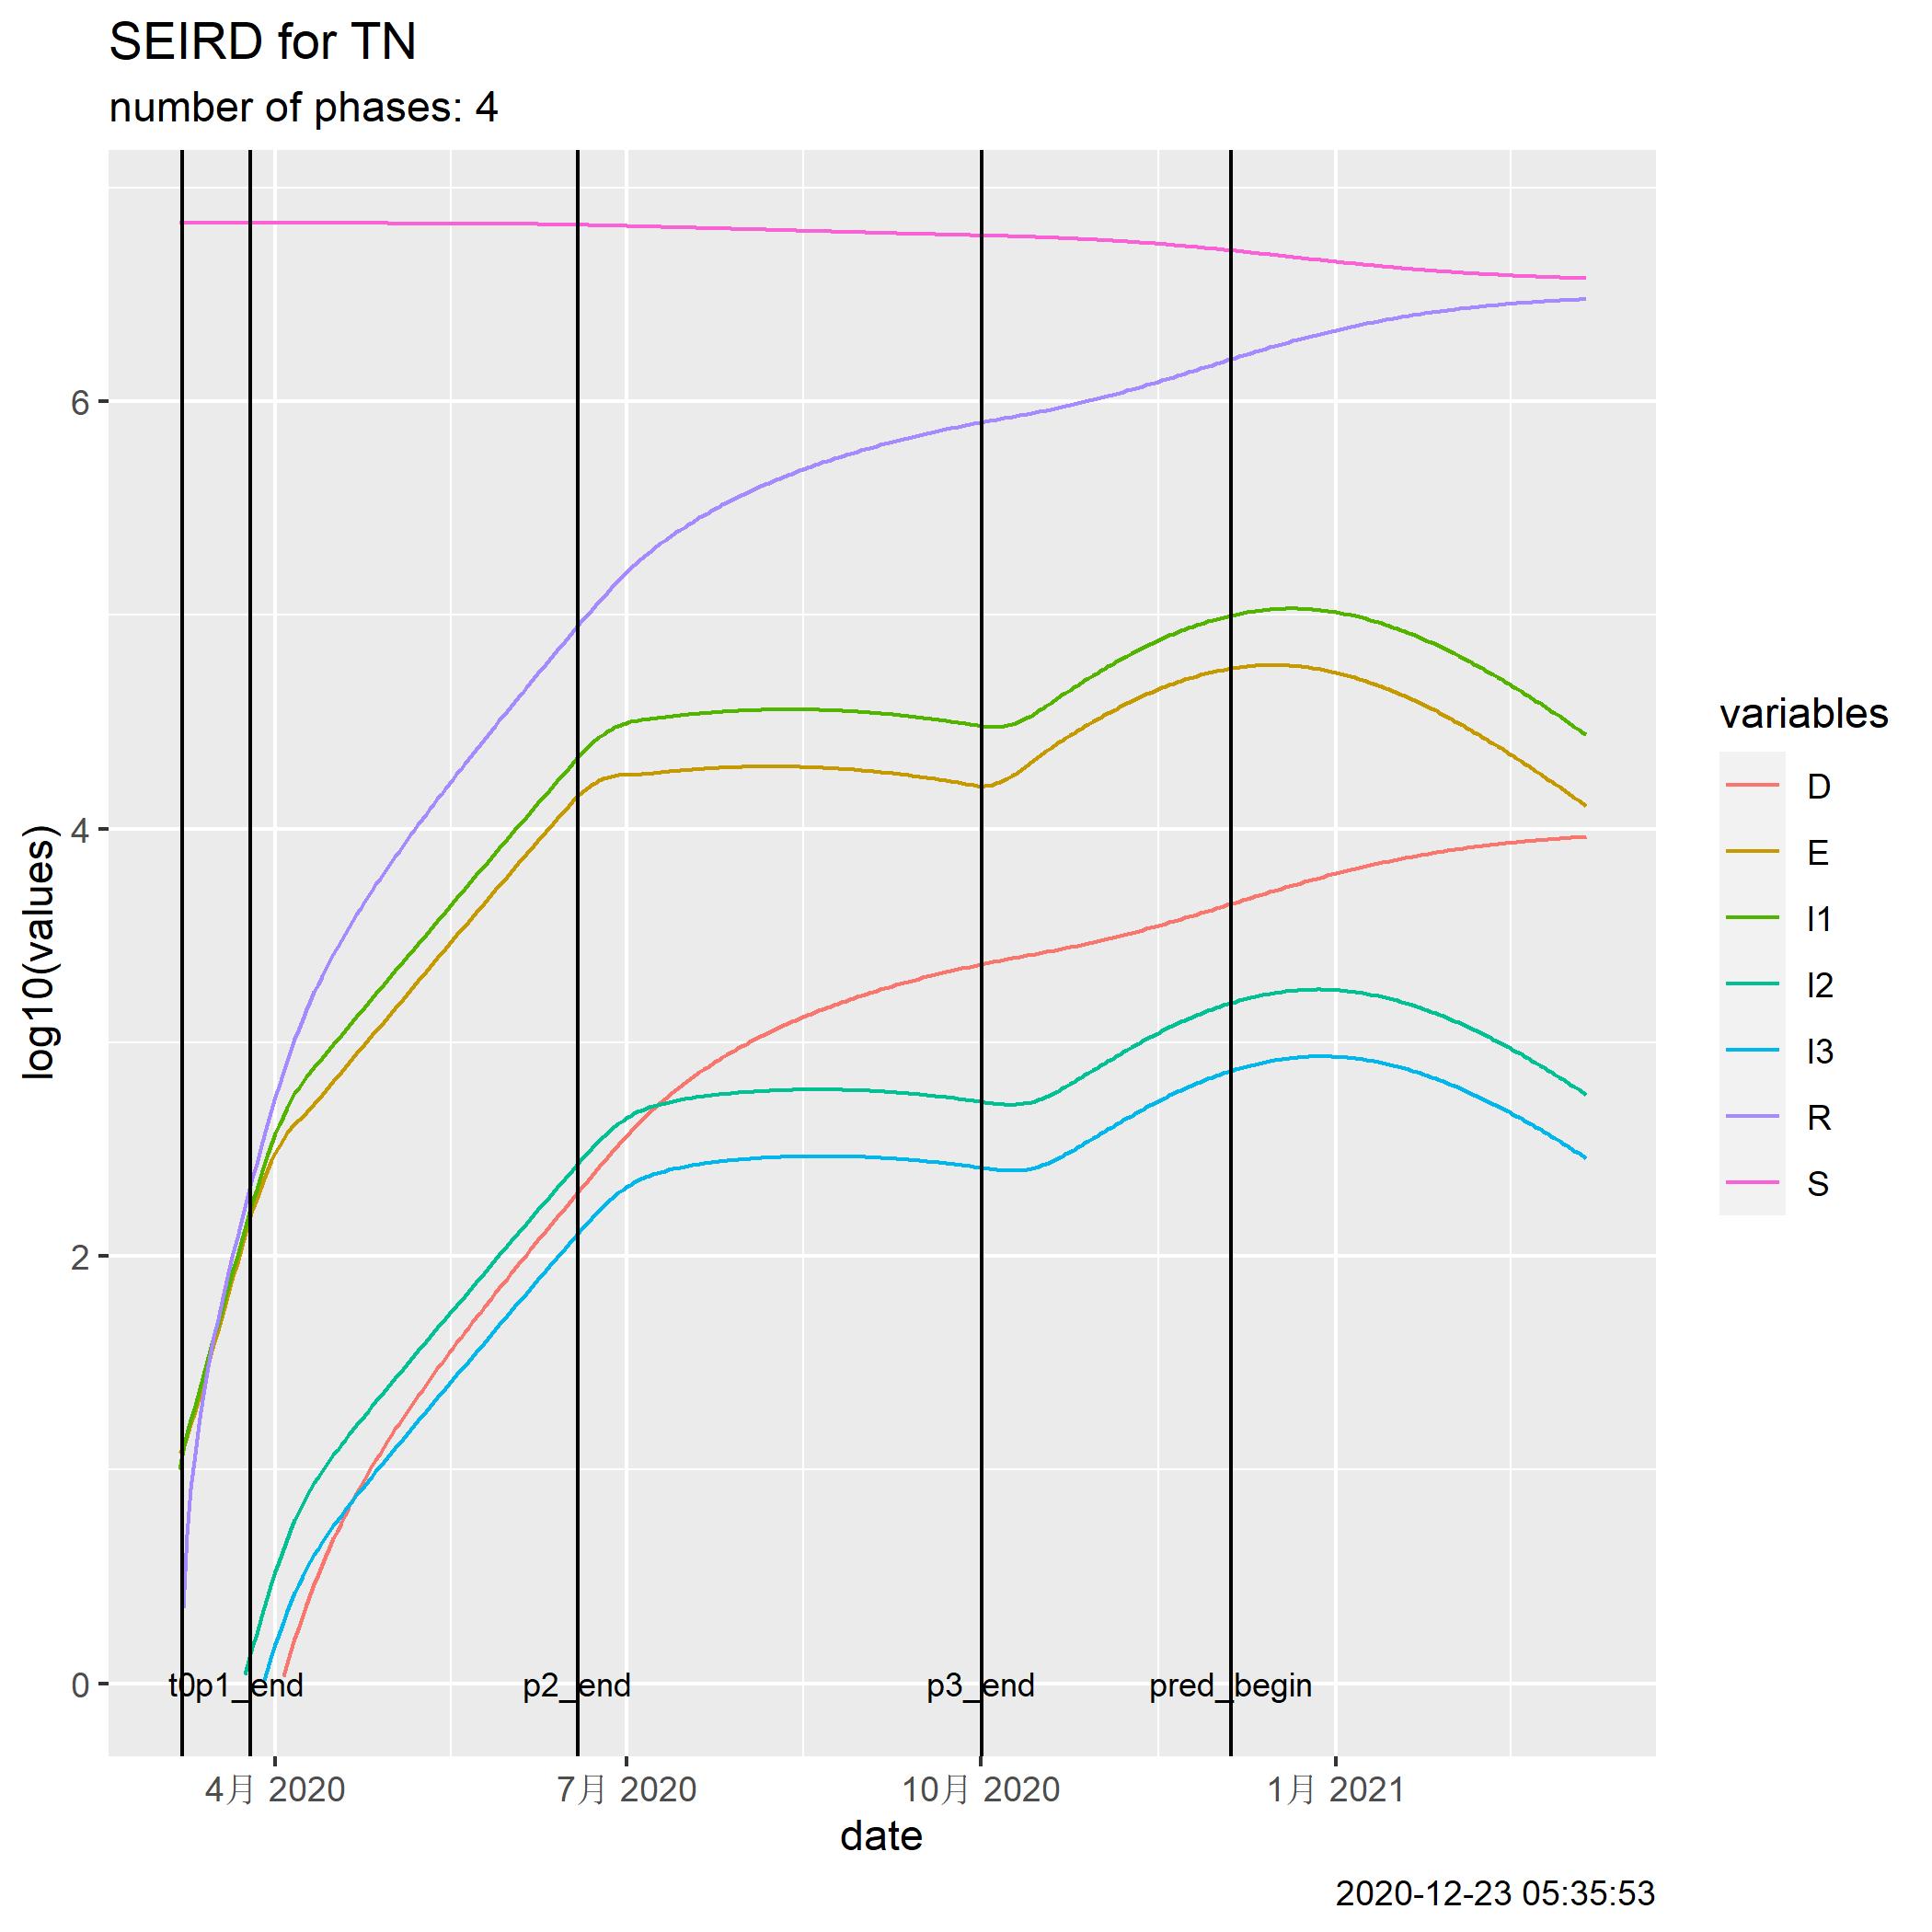 SEIRD for TN
number of phases: 4
log10(values)
6
4
2
0
t0
p1_end
p2_end
p3_end
pred_begin
4月 2020
7月 2020
10月 2020
1月 2021
date
variables
D
E
I1
I2
I3
R
S
2020-12-23 05:35:53